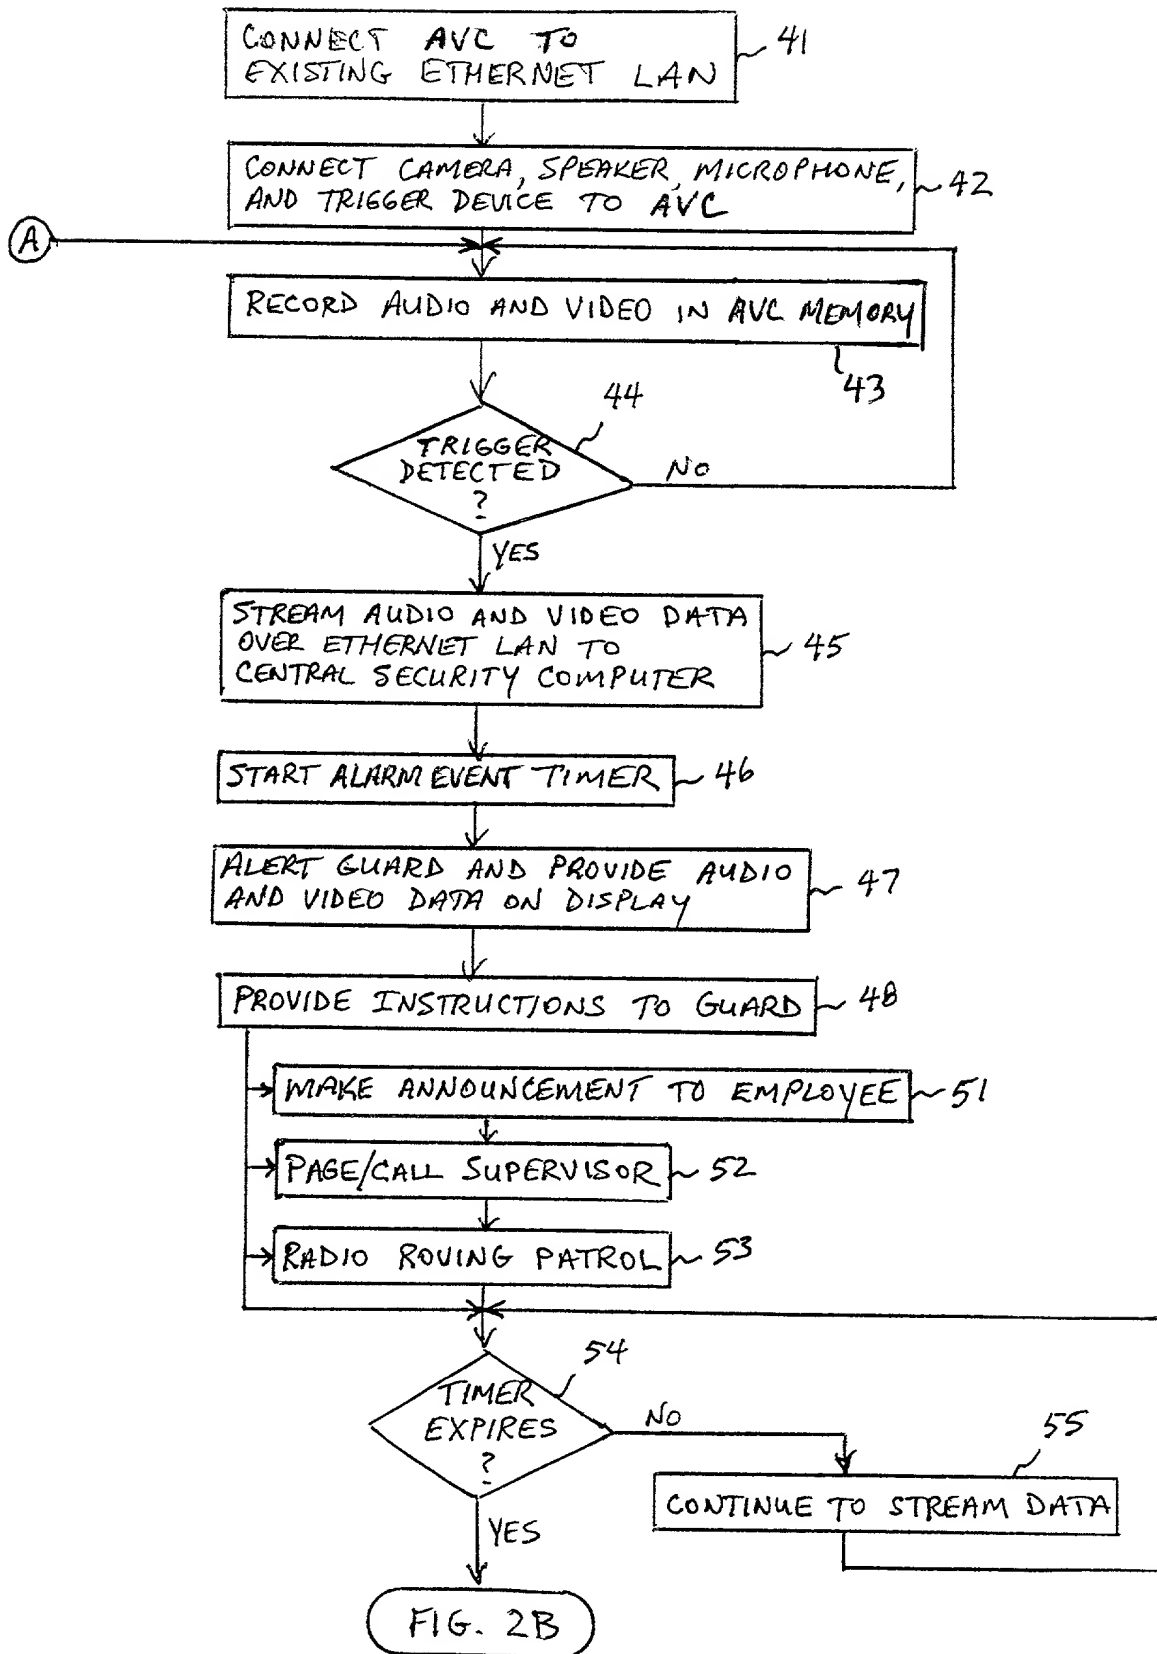 CONNECT AVC TO
EXISTING ETHERNET LAN
41
CONNECT CAMERA, SPEAKER, MICROPHONE,
AND TRIGGER DEVICE TO AVC
42
A
RECORD AUDIO AND VIDEO IN AVC MEMORY
43
44
TRIGGER
DETECTED
?
NO
YES
STREAM AUDIO AND VIDEO DATA
OVER ETHERNET LAN TO
CENTRAL SECURITY COMPUTER
45
START ALARM EVENT TIMER
46
ALERT GUARD AND PROVIDE AUDIO
AND VIDEO DATA ON DISPLAY
47
PROVIDE INSTRUCTIONS TO GUARD
48
MAKE ANNOUNCEMENT TO EMPLOYEE
51
PAGE/CALL SUPERVISOR
52
RADIO ROVING PATROL
53
54
TIMER
EXPIRES
?
NO
55
CONTINUE TO STREAM DATA
YES
FIG. 2B